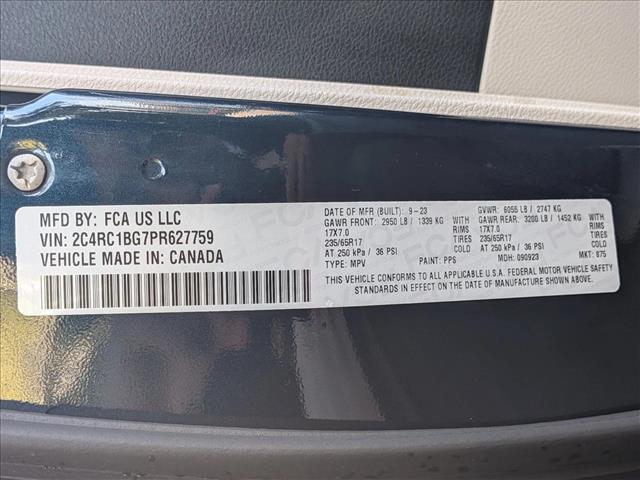 MFD BY: FCA US LLC
VIN: 2C4RC1BG7PR627759
VEHICLE MADE IN: CANADA
DATE OF MFR (BUILT): 9-23 GVWR: 6055 LB / 2747 KG
GAWR FRONT: 2950 LB / 1339 KG WITH GAWR REAR: 3200 LB / 1452 KG WITH
17X7.0 RIMS 17X7.0 RIMS
235/65R17 TIRES 235/65R17 TIRES
AT 250 kPa / 36 PSI COLD AT 250 kPa / 36 PSI COLD
TYPE: MPV PAINT: PPS MDH: 090923 MKT: 875
THIS VEHICLE CONFORMS TO ALL APPLICABLE U.S.A. FEDERAL MOTOR VEHICLE SAFETY
STANDARDS IN EFFECT ON THE DATE OF MANUFACTURE SHOWN ABOVE.